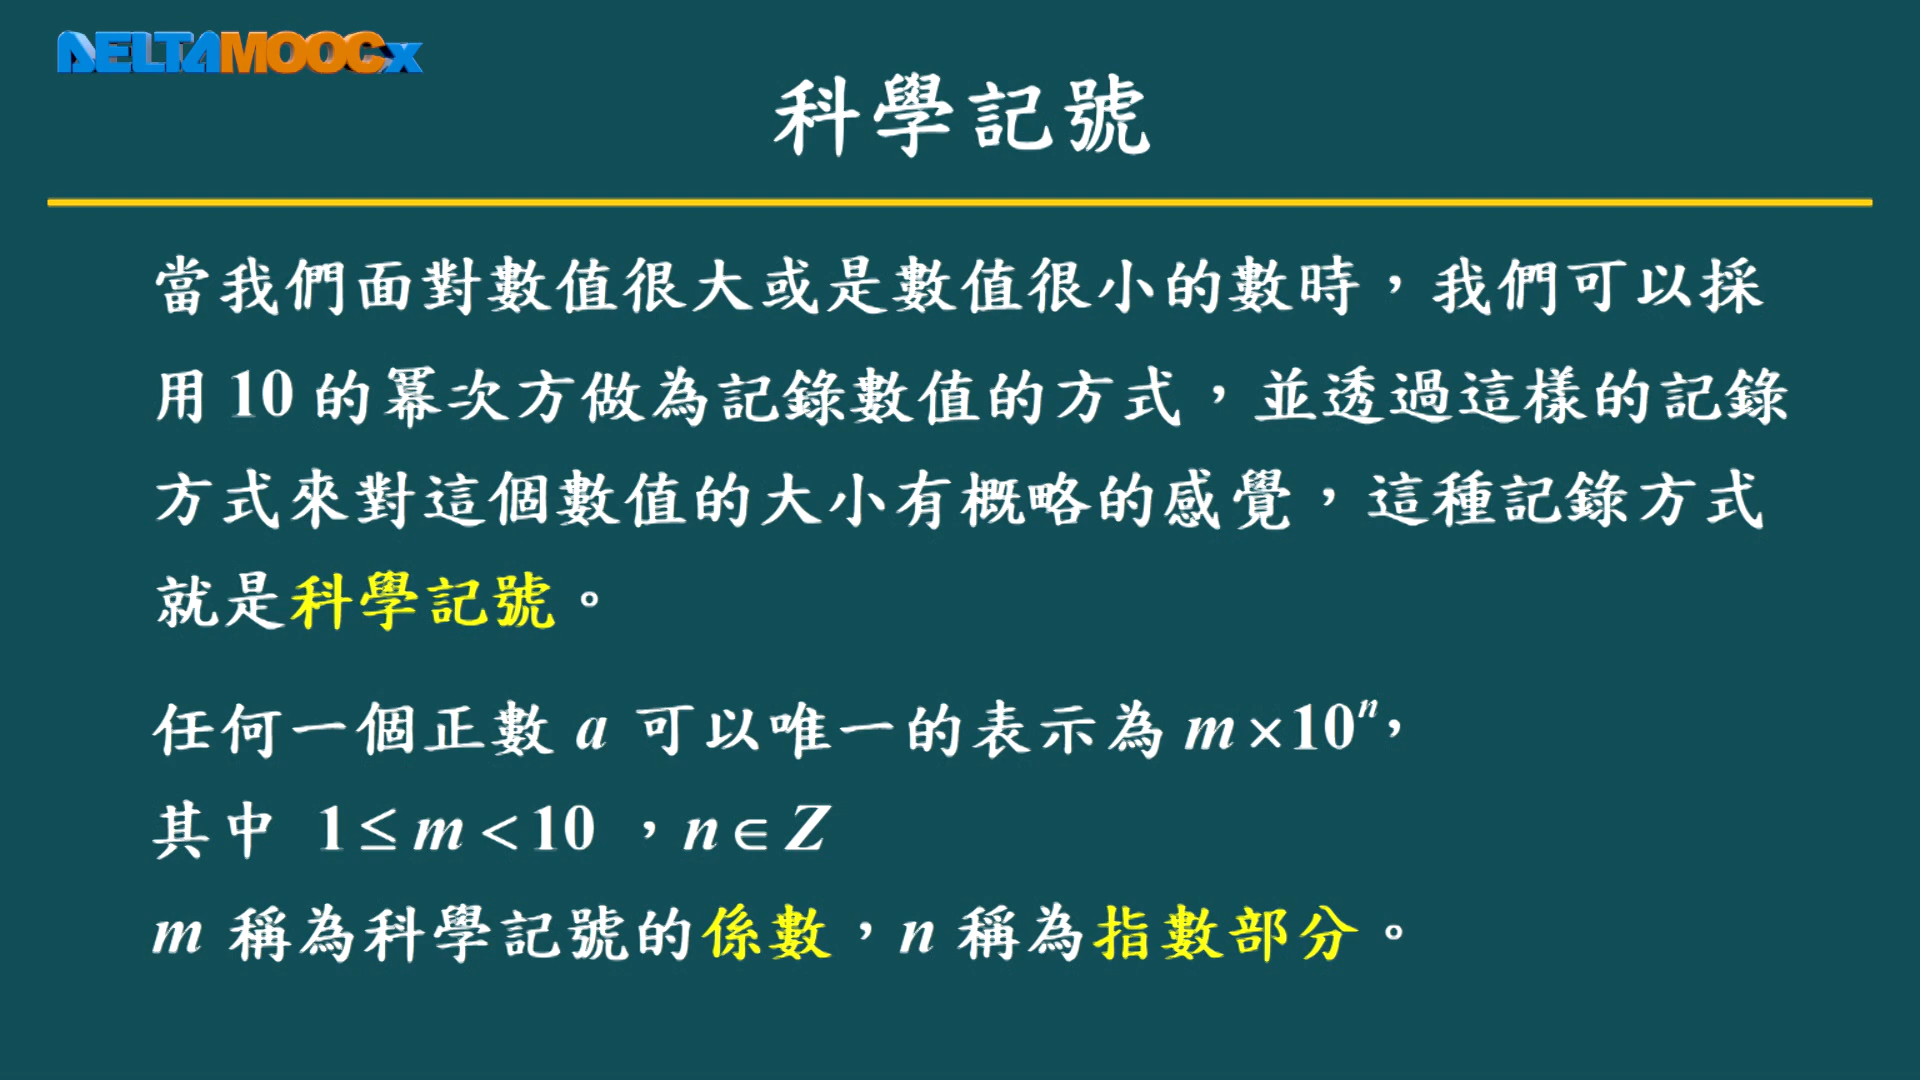 DELTAMOOCx
科學記號
當我們面對數值很大或是數值很小的數時，我們可以採
用 10 的冪次方做為記錄數值的方式，並透過這樣的記錄
方式來對這個數值的大小有概略的感覺，這種記錄方式
就是科學記號。
任何一個正數 a 可以唯一的表示為 m×10ⁿ，
其中 1≤m<10 ，n∈Z
m 稱為科學記號的係數，n 稱為指數部分。